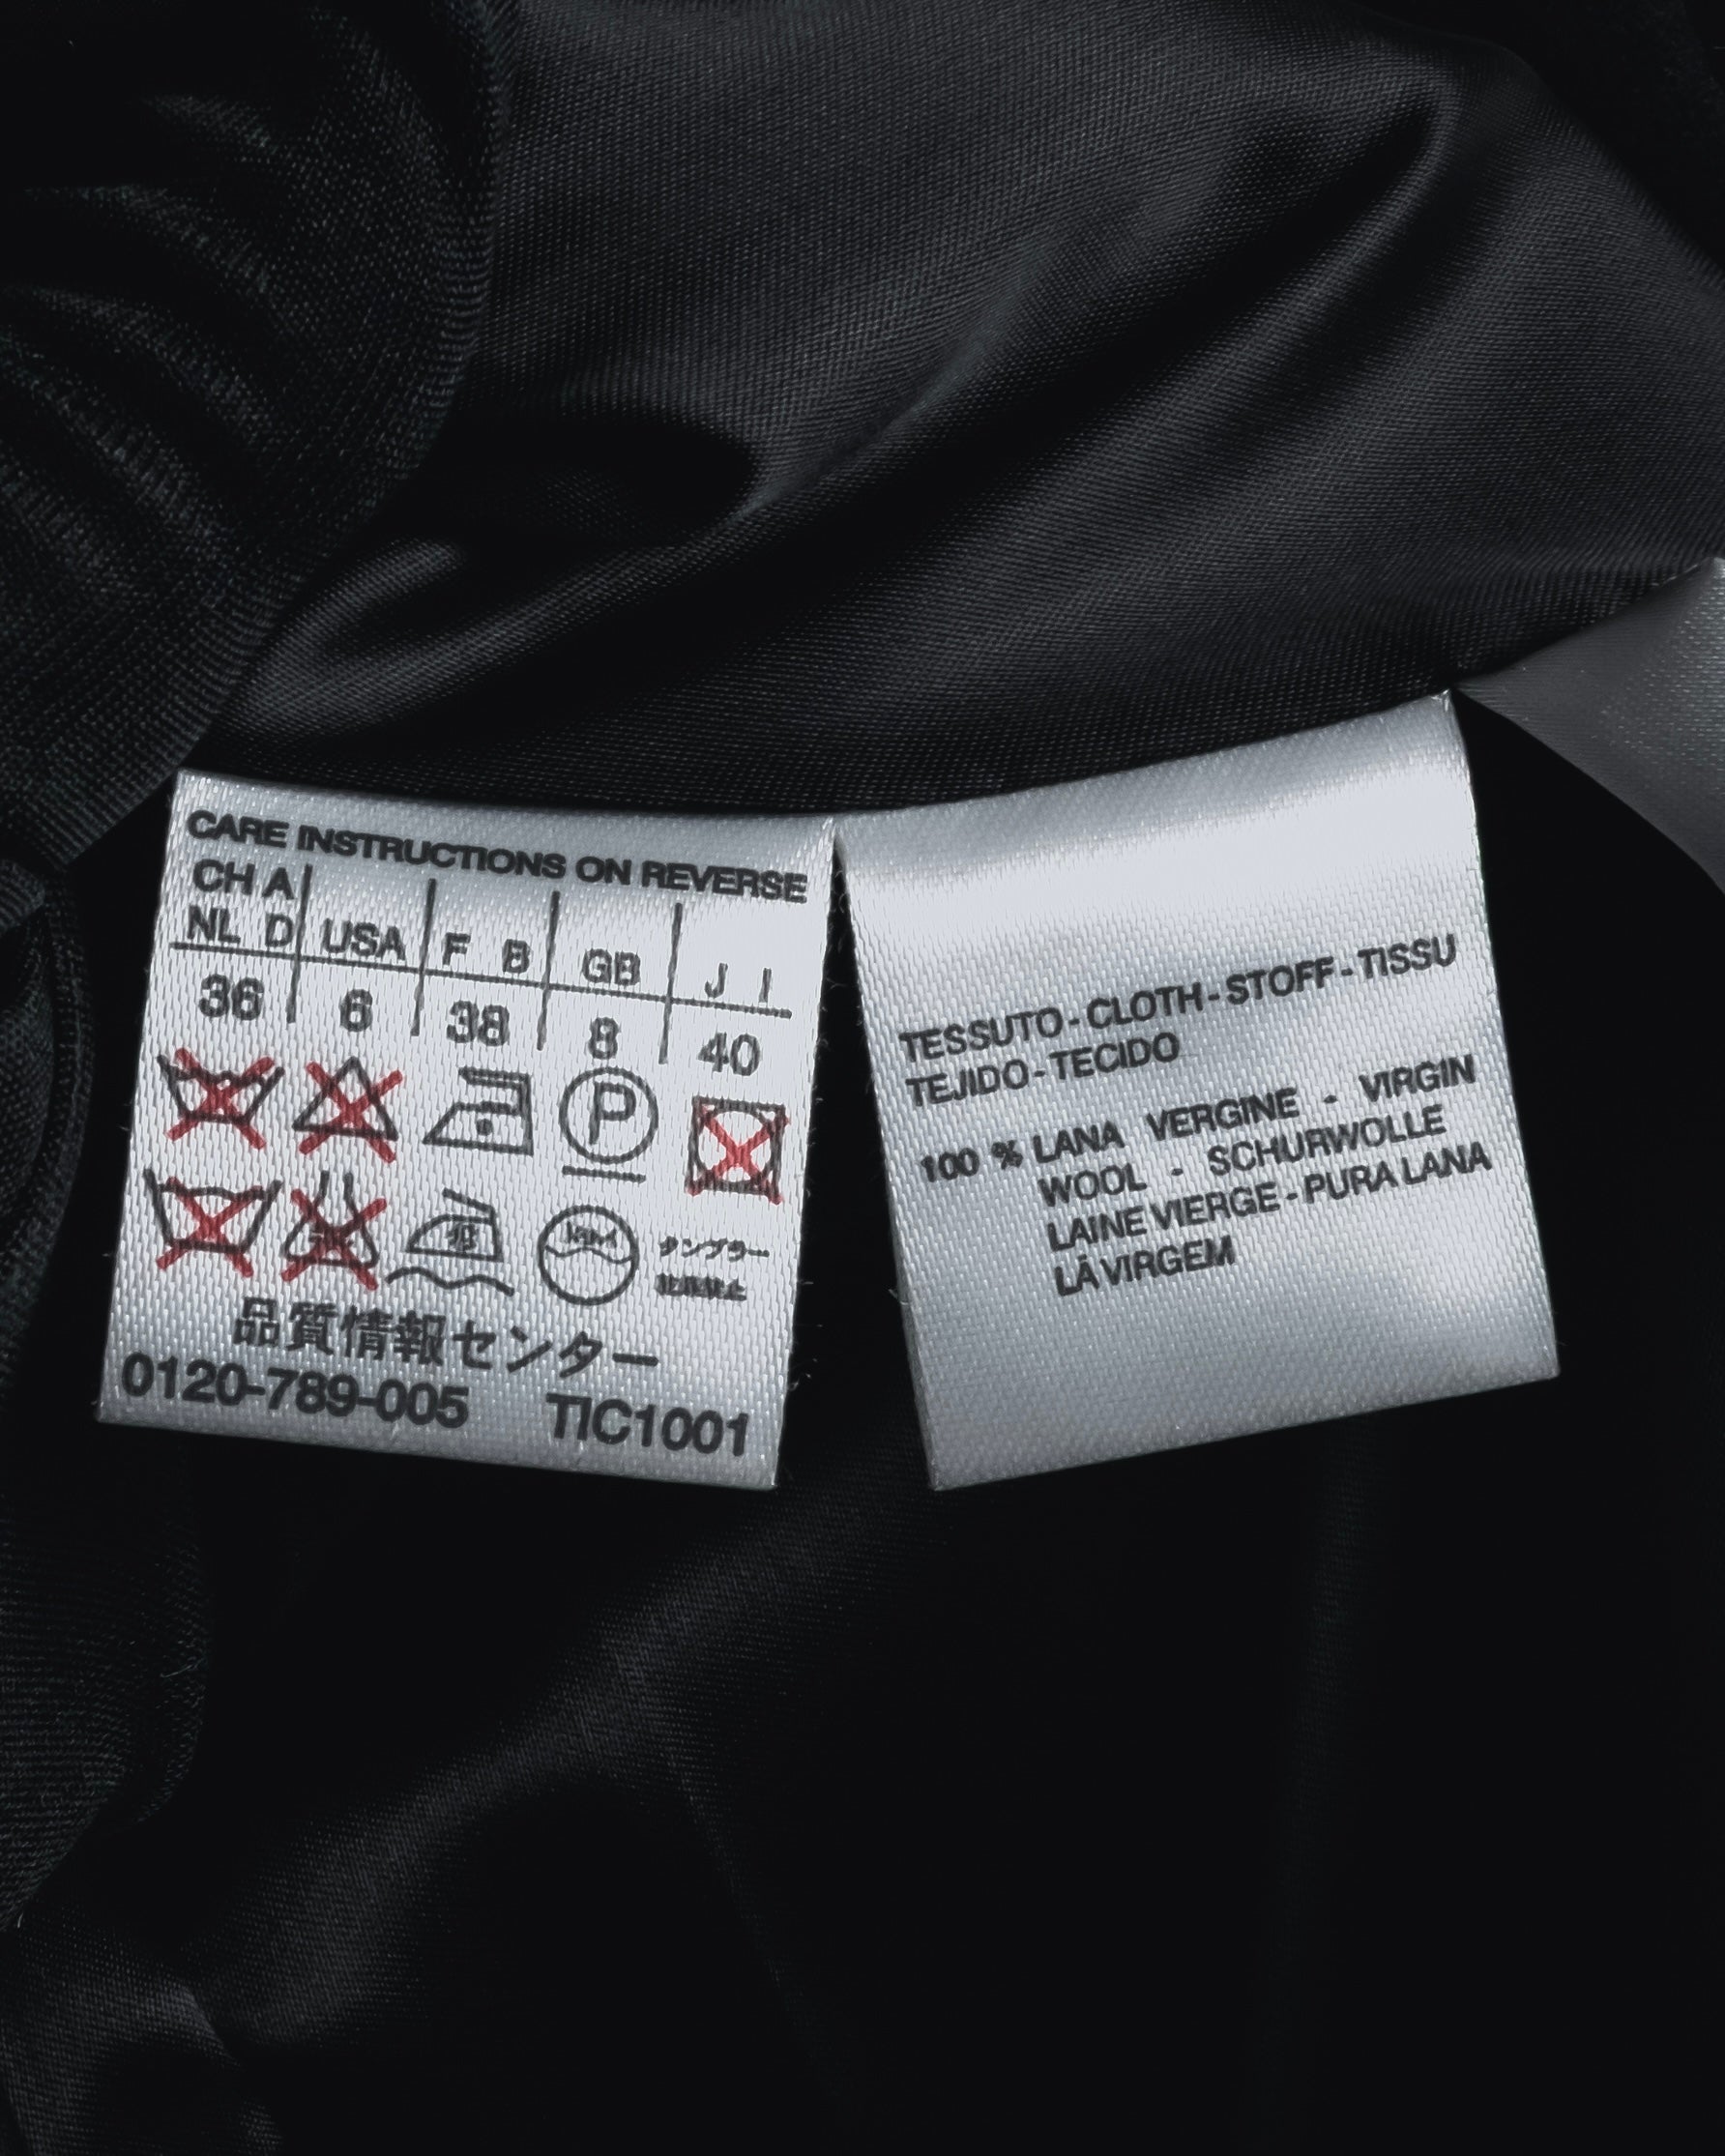 CARE INSTRUCTIONS ON REVERSE
CH A
NL D USA F B GB J I
36 6 38 8 40
P
タンブラー
品質情報センター
0120-789-005 TIC1001
TESSUTO - CLOTH - STOFF - TISSU
TEJIDO - TECIDO
100 % LANA VERGINE - VIRGIN
WOOL - SCHURWOLLE
LAINE VIERGE - PURA LANA
LÃ VIRGEM